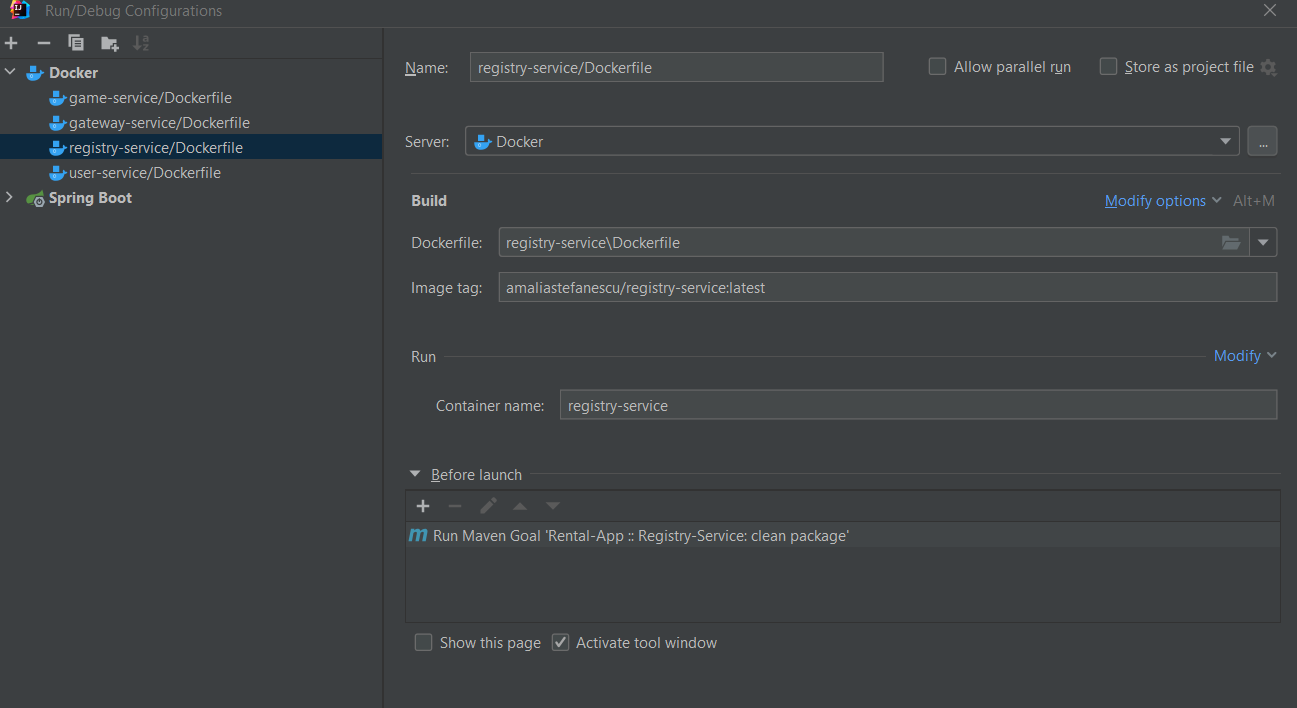 Run/Debug Configurations
Docker
game-service/Dockerfile
gateway-service/Dockerfile
registry-service/Dockerfile
user-service/Dockerfile
Spring Boot
Name: registry-service/Dockerfile Allow parallel run Store as project file
Server: Docker ...
Build Modify options Alt+M
Dockerfile: registry-service\Dockerfile
Image tag: amaliastefanescu/registry-service:latest
Run Modify
Container name: registry-service
Before launch
Run Maven Goal 'Rental-App :: Registry-Service: clean package'
Show this page Activate tool window